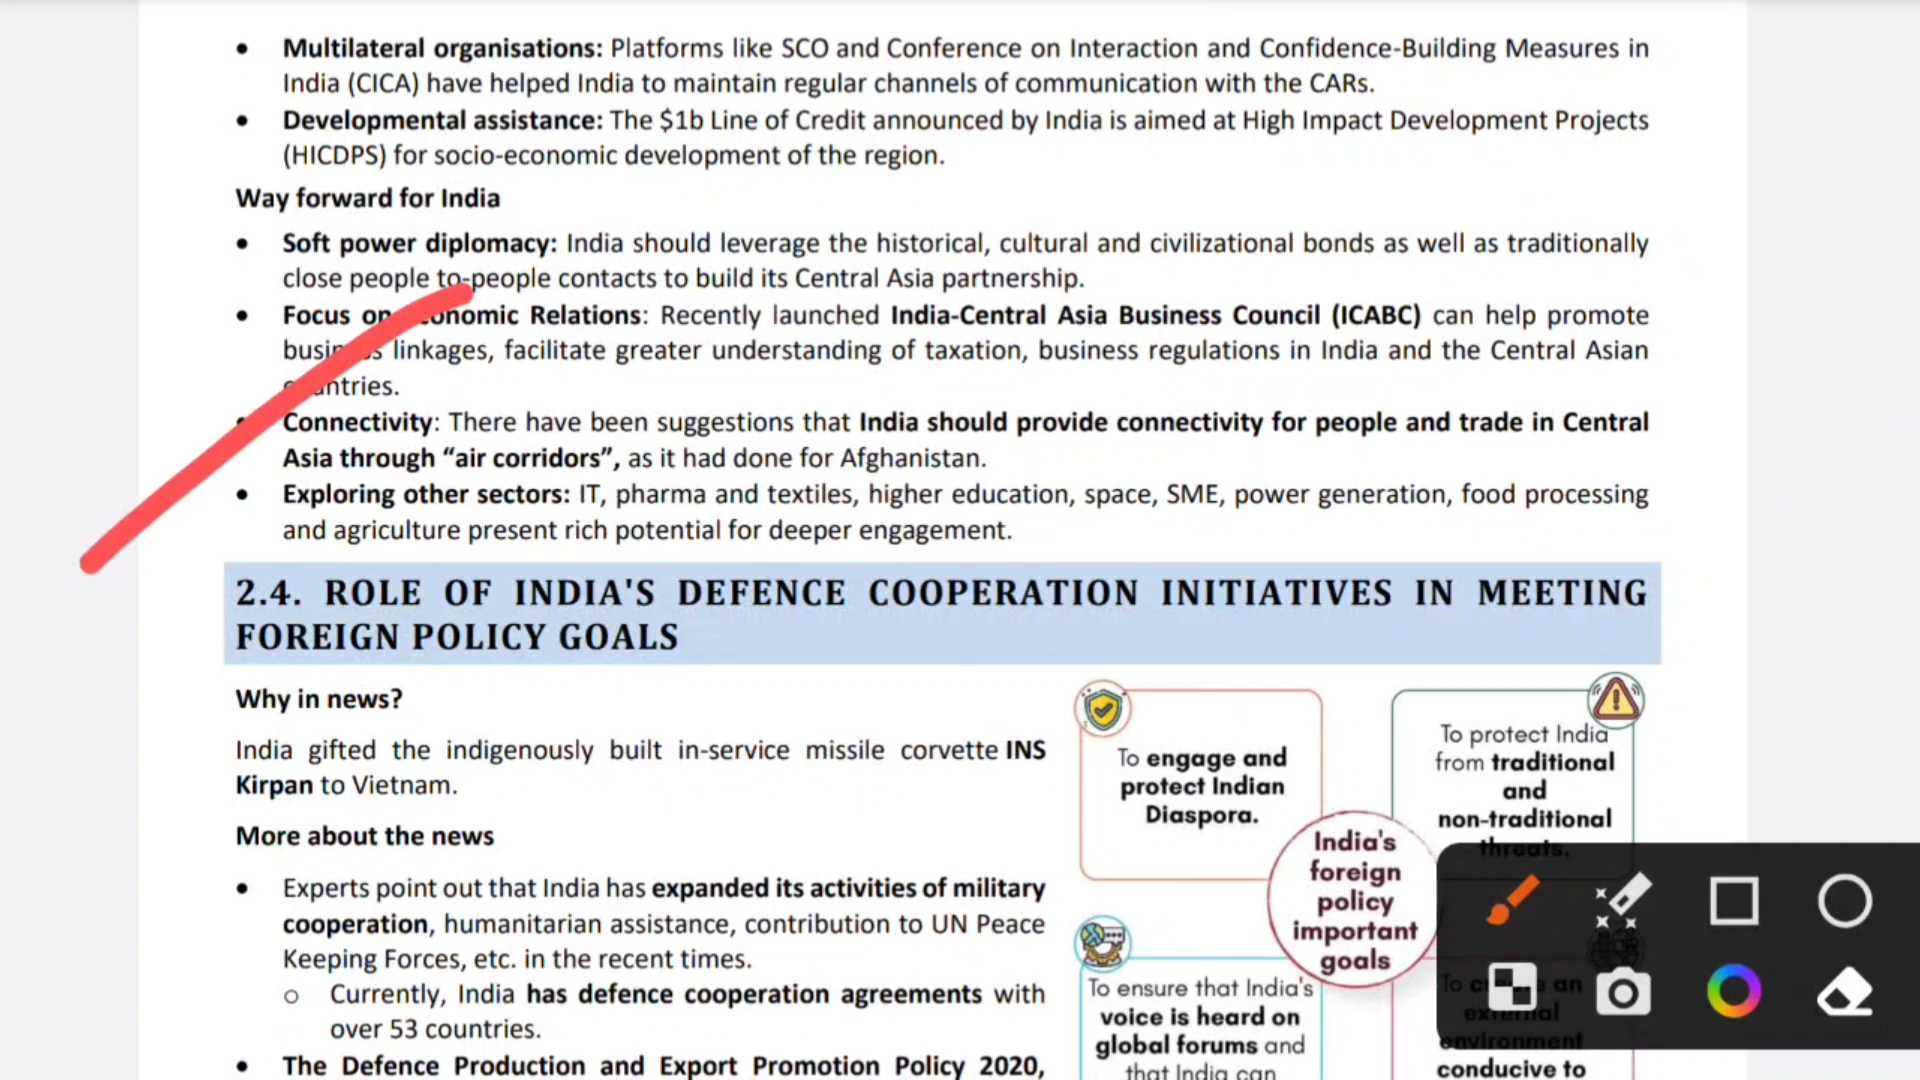 • Multilateral organisations: Platforms like SCO and Conference on Interaction and Confidence-Building Measures in
India (CICA) have helped India to maintain regular channels of communication with the CARs.
• Developmental assistance: The $1b Line of Credit announced by India is aimed at High Impact Development Projects
(HICDPS) for socio-economic development of the region.
Way forward for India
• Soft power diplomacy: India should leverage the historical, cultural and civilizational bonds as well as traditionally
close people to-people contacts to build its Central Asia partnership.
• Focus on Economic Relations: Recently launched India-Central Asia Business Council (ICABC) can help promote
business linkages, facilitate greater understanding of taxation, business regulations in India and the Central Asian
countries.
• Connectivity: There have been suggestions that India should provide connectivity for people and trade in Central
Asia through “air corridors”, as it had done for Afghanistan.
• Exploring other sectors: IT, pharma and textiles, higher education, space, SME, power generation, food processing
and agriculture present rich potential for deeper engagement.
2.4. ROLE OF INDIA'S DEFENCE COOPERATION INITIATIVES IN MEETING
FOREIGN POLICY GOALS
Why in news?
India gifted the indigenously built in-service missile corvette INS
Kirpan to Vietnam.
More about the news
• Experts point out that India has expanded its activities of military
cooperation, humanitarian assistance, contribution to UN Peace
Keeping Forces, etc. in the recent times.
o Currently, India has defence cooperation agreements with
over 53 countries.
• The Defence Production and Export Promotion Policy 2020,
To engage and
protect Indian
Diaspora.
To protect India
from traditional
and
non-traditional
threats.
India's
foreign
policy
important
goals
To ensure that India's
voice is heard on
global forums and
that India can
To an
external
environment
conducive to